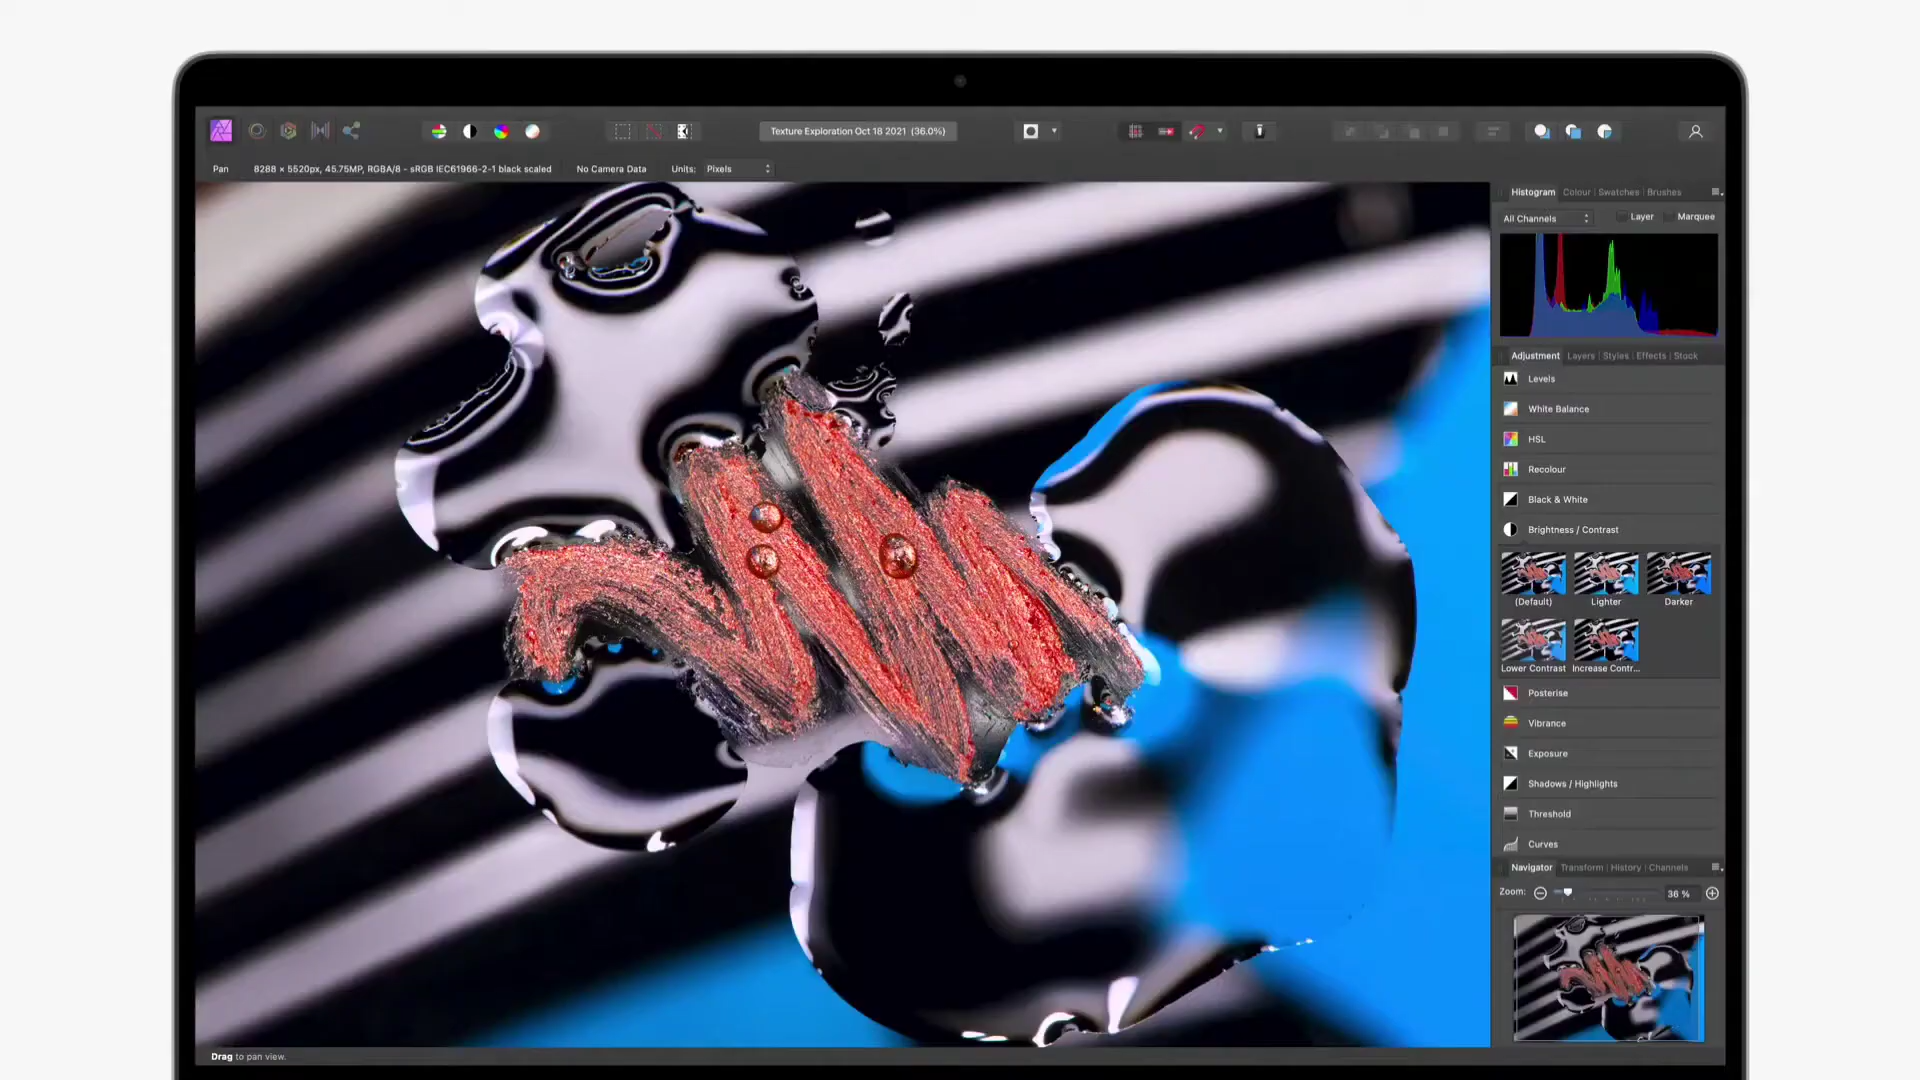 Texture Exploration Oct 18 2021 (36.0%)
Pan 8288 × 5520px, 45.75MP, RGBA/8 - sRGB IEC61966-2-1 black scaled No Camera Data Units: Pixels
Histogram Colour Swatches Brushes
All Channels Layer Marquee
Adjustment Layers Styles Effects Stock
Levels
White Balance
HSL
Recolour
Black & White
Brightness / Contrast
(Default) Lighter Darker
Lower Contrast Increase Contr...
Posterise
Vibrance
Exposure
Shadows / Highlights
Threshold
Curves
Navigator Transform History Channels
Zoom: 36 %
Drag to pan view.